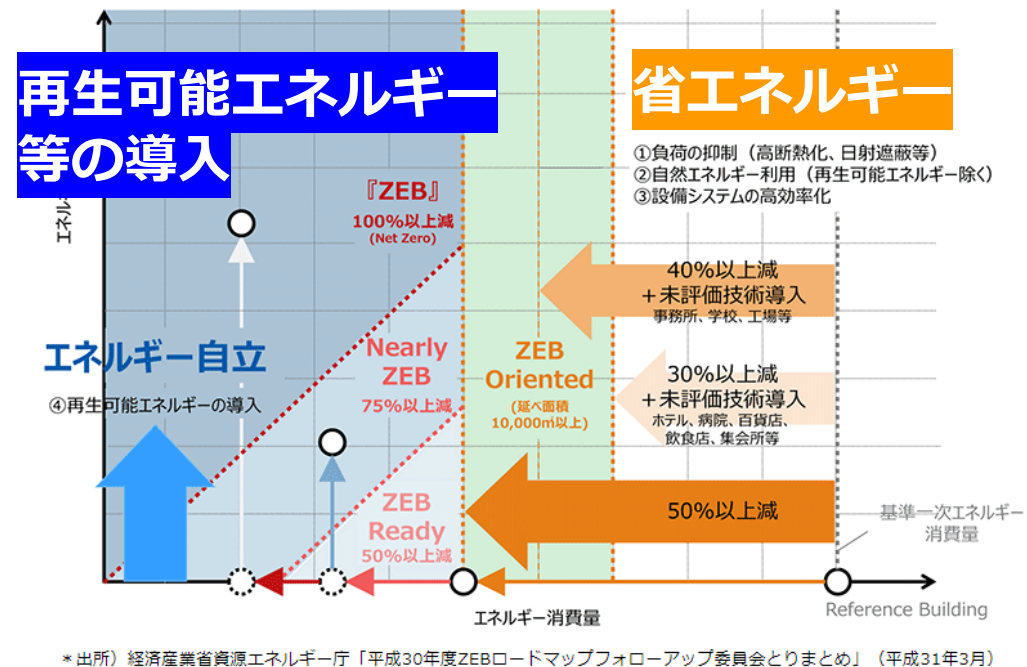 再生可能エネルギー
等の導入
省エネルギー
①負荷の抑制（高断熱化、日射遮蔽等）
②自然エネルギー利用（再生可能エネルギー除く）
③設備システムの高効率化
『ZEB』
100%以上減
(Net Zero)
40%以上減
＋未評価技術導入
事務所、学校、工場等
エネルギー自立
④再生可能エネルギーの導入
Nearly
ZEB
75%以上減
ZEB
Oriented
(延べ面積
10,000㎡以上)
30%以上減
＋未評価技術導入
ホテル、病院、百貨店、
飲食店、集会所等
ZEB
Ready
50%以上減
50%以上減
基準一次エネルギー
消費量
エネルギー消費量
Reference Building
＊出所）経済産業省資源エネルギー庁「平成30年度ZEBロードマップフォローアップ委員会とりまとめ」（平成31年3月）